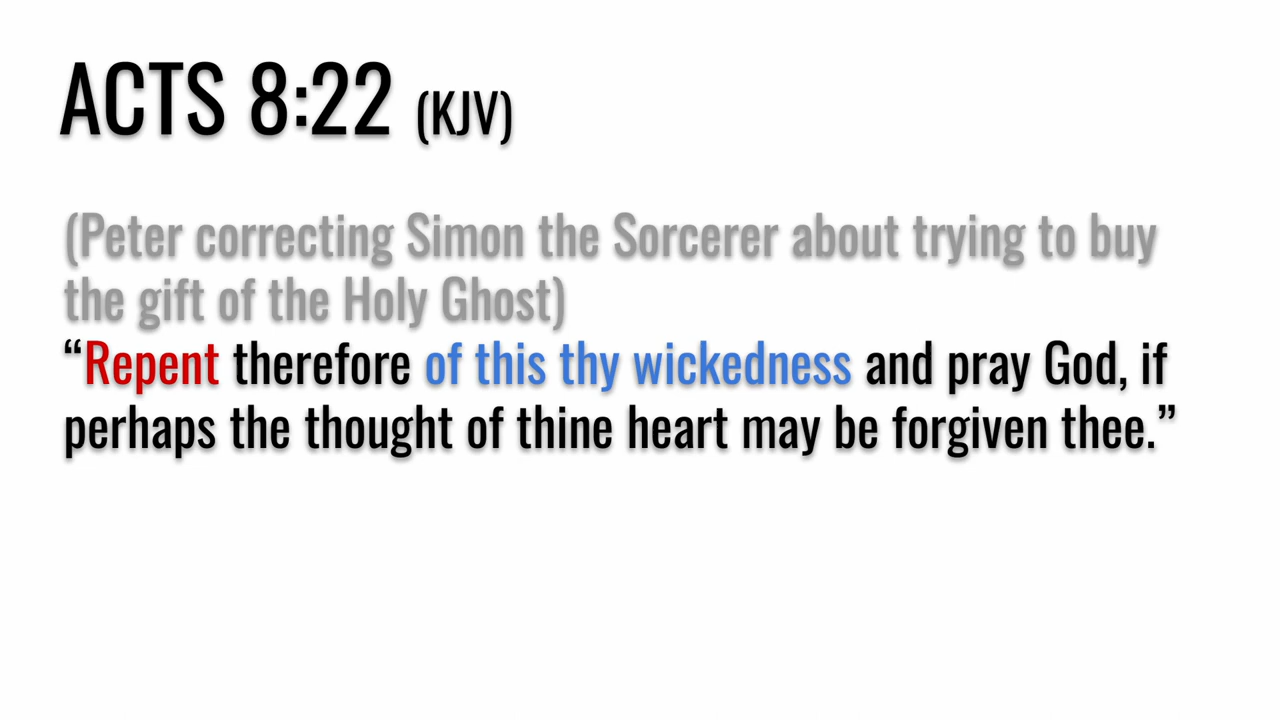 ACTS 8:22 (KJV)
(Peter correcting Simon the Sorcerer about trying to buy
the gift of the Holy Ghost)
“Repent therefore of this thy wickedness and pray God, if
perhaps the thought of thine heart may be forgiven thee.”